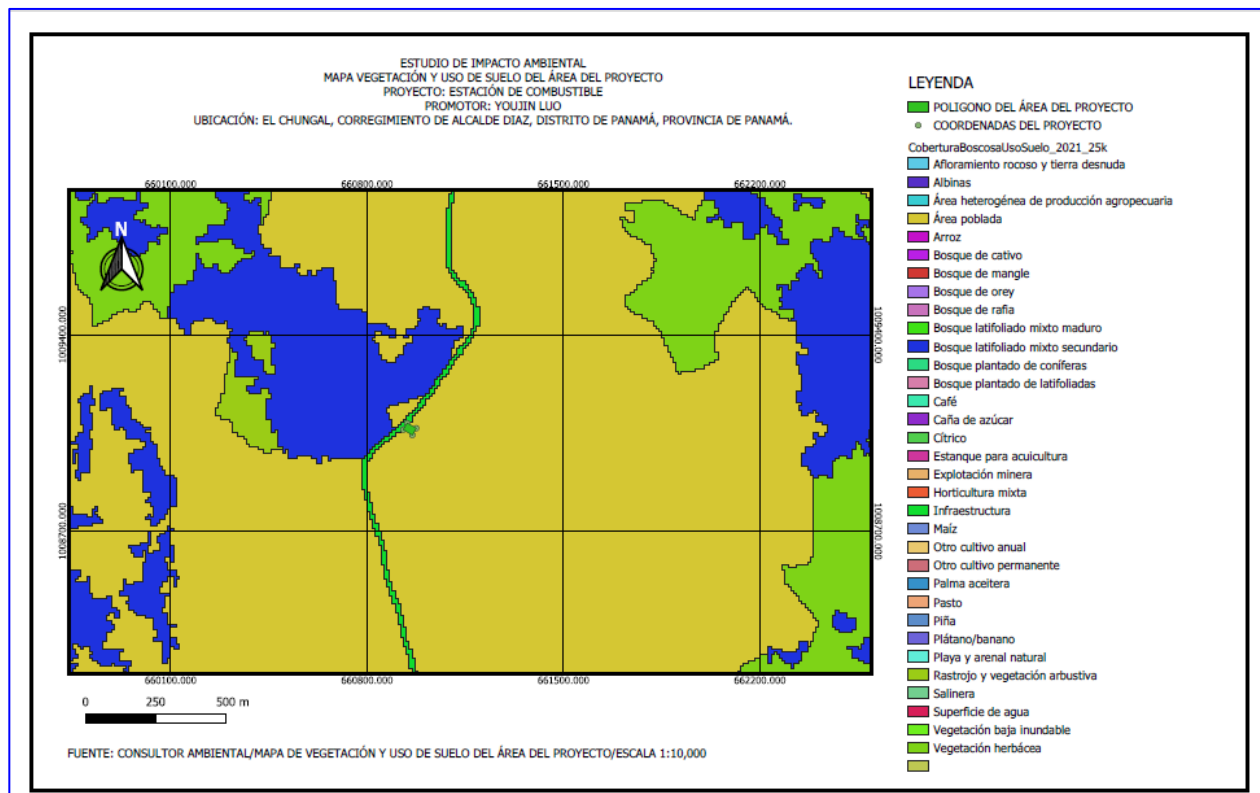 ESTUDIO DE IMPACTO AMBIENTAL
MAPA VEGETACIÓN Y USO DE SUELO DEL ÁREA DEL PROYECTO
PROYECTO: ESTACIÓN DE COMBUSTIBLE
PROMOTOR: YOUJIN LUO
UBICACIÓN: EL CHUNGAL, CORREGIMIENTO DE ALCALDE DIAZ, DISTRITO DE PANAMÁ, PROVINCIA DE PANAMÁ.
660100.000 660800.000 661500.000 662200.000
N
1009400.000 1009400.000
1008700.000 1008700.000
660100.000 660800.000 661500.000 662200.000
0 250 500 m
FUENTE: CONSULTOR AMBIENTAL/MAPA DE VEGETACIÓN Y USO DE SUELO DEL ÁREA DEL PROYECTO/ESCALA 1:10,000
LEYENDA
POLIGONO DEL ÁREA DEL PROYECTO
COORDENADAS DEL PROYECTO
CoberturaBoscosaUsoSuelo_2021_25k
Afloramiento rocoso y tierra desnuda
Albinas
Área heterogénea de producción agropecuaria
Área poblada
Arroz
Bosque de cativo
Bosque de mangle
Bosque de orey
Bosque de rafia
Bosque latifoliado mixto maduro
Bosque latifoliado mixto secundario
Bosque plantado de coníferas
Bosque plantado de latifoliadas
Café
Caña de azúcar
Cítrico
Estanque para acuicultura
Explotación minera
Horticultura mixta
Infraestructura
Maíz
Otro cultivo anual
Otro cultivo permanente
Palma aceitera
Pasto
Piña
Plátano/banano
Playa y arenal natural
Rastrojo y vegetación arbustiva
Salinera
Superficie de agua
Vegetación baja inundable
Vegetación herbácea